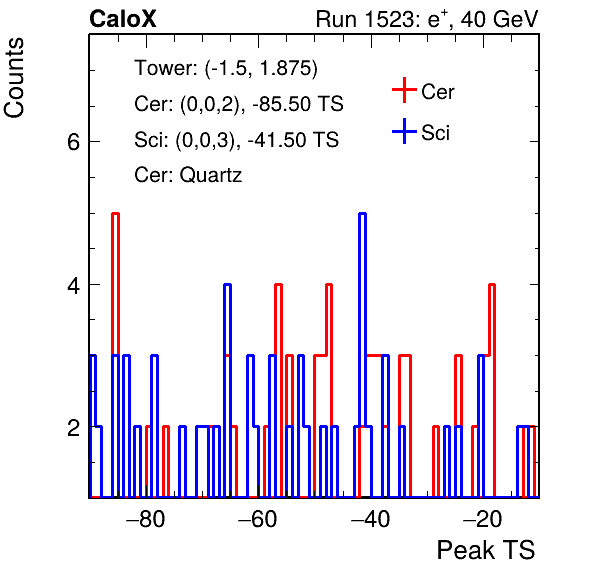 CaloX Run 1523: e⁺, 40 GeV
Counts
Tower: (-1.5, 1.875)
Cer: (0,0,2), -85.50 TS
Sci: (0,0,3), -41.50 TS
Cer: Quartz
Cer
Sci
6
4
2
−80 −60 −40 −20
Peak TS